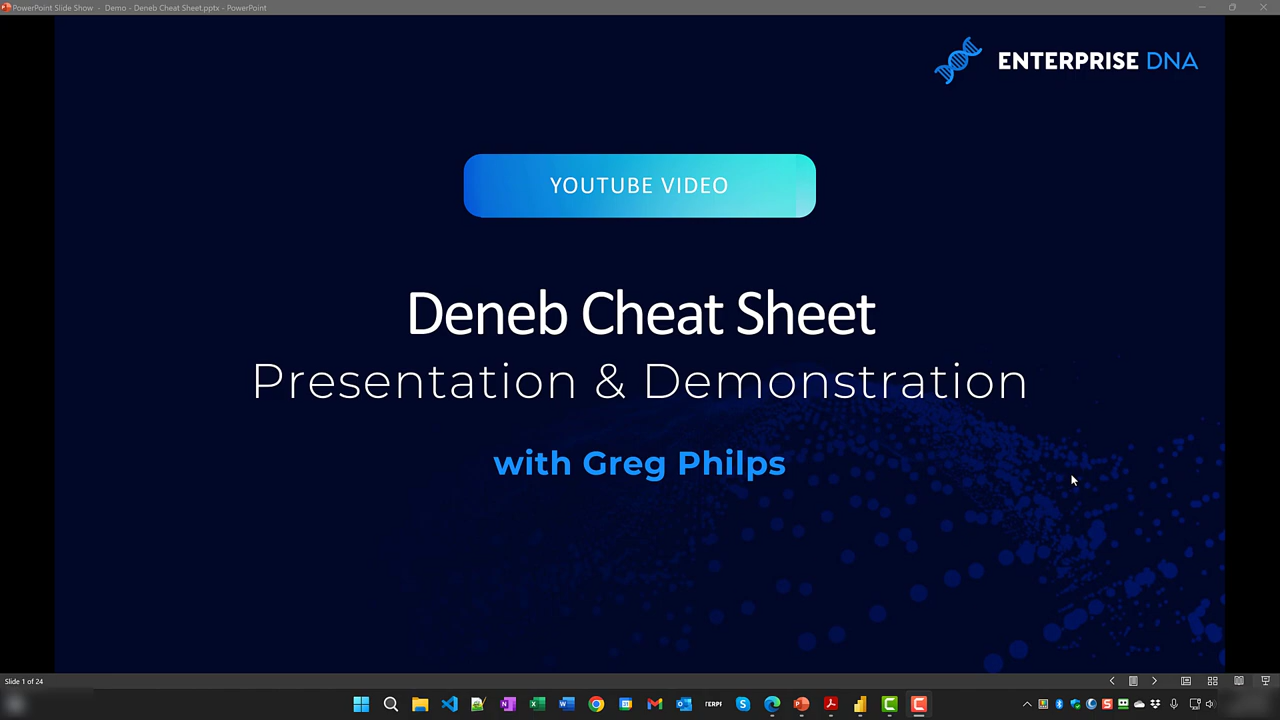 PowerPoint Slide Show - Demo - Deneb Cheat Sheet.pptx - PowerPoint
ENTERPRISE DNA
YOUTUBE VIDEO
Deneb Cheat Sheet
Presentation & Demonstration
with Greg Philps
Slide 1 of 24